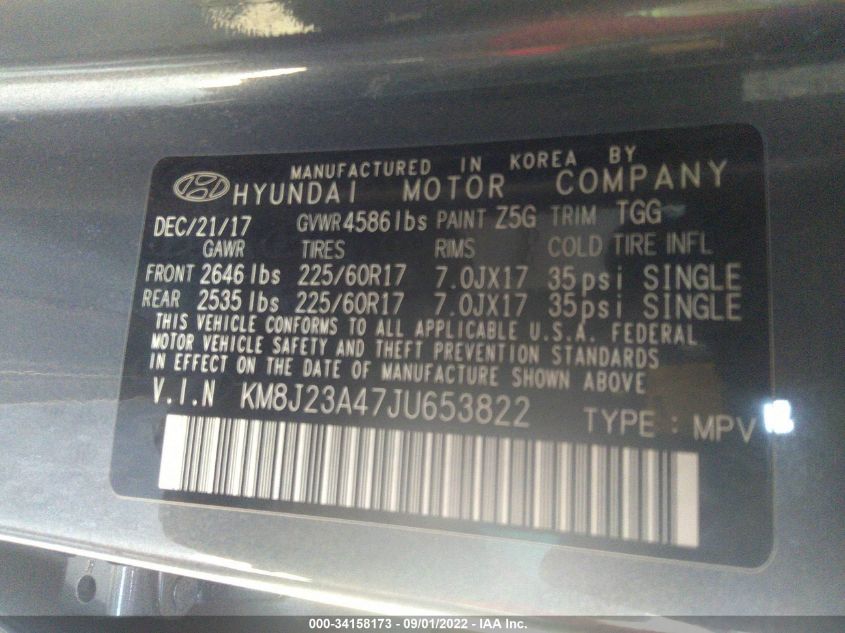 MANUFACTURED IN KOREA BY
HYUNDAI MOTOR COMPANY
DEC/21/17 GVWR 4586 lbs PAINT Z5G TRIM TGG
GAWR TIRES RIMS COLD TIRE INFL
FRONT 2646 lbs 225/60R17 7.0JX17 35psi SINGLE
REAR 2535 lbs 225/60R17 7.0JX17 35psi SINGLE
THIS VEHICLE CONFORMS TO ALL APPLICABLE U.S.A. FEDERAL
MOTOR VEHICLE SAFETY AND THEFT PREVENTION STANDARDS
IN EFFECT ON THE DATE OF MANUFACTURE SHOWN ABOVE
V.I.N KM8J23A47JU653822 TYPE : MPV
000-34158173 - 09/01/2022 - IAA Inc.